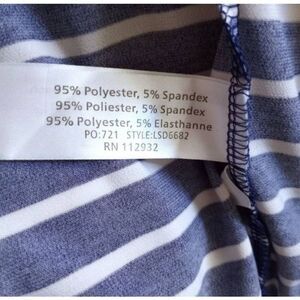 95% Polyester, 5% Spandex
95% Poliester, 5% Spandex
95% Polyester, 5% Elasthanne
PO:721 STYLE:LSD6682
RN 112932